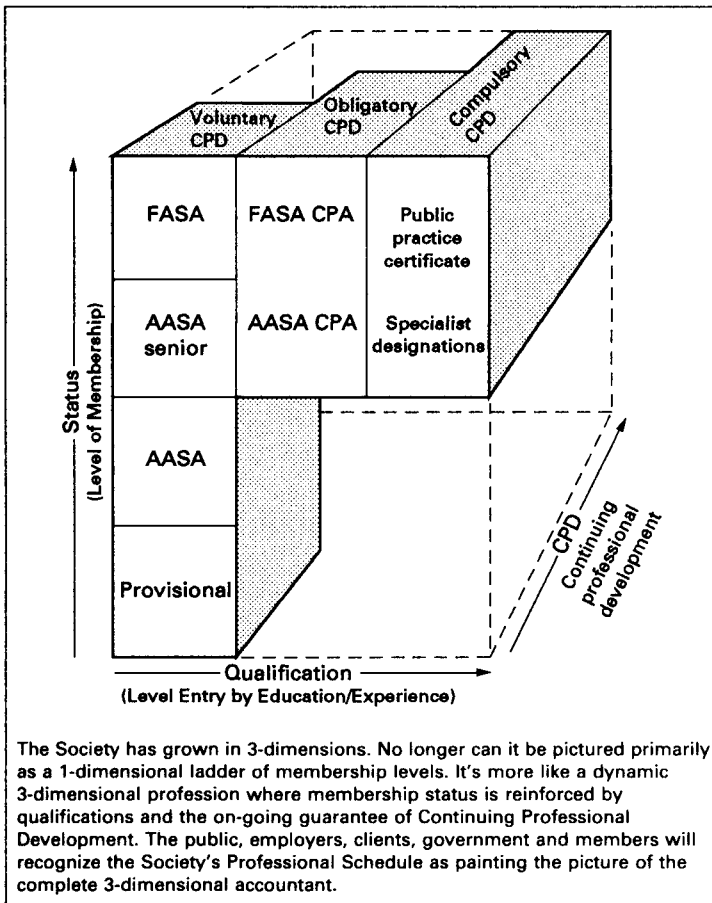 Voluntary
CPD
Obligatory
CPD
Compulsory
CPD
FASA
FASA CPA
Public
practice
certificate
AASA
senior
AASA CPA
Specialist
designations
AASA
Provisional
Status
(Level of Membership)
Qualification
(Level Entry by Education/Experience)
CPD
Continuing
professional
development
The Society has grown in 3-dimensions. No longer can it be pictured primarily
as a 1-dimensional ladder of membership levels. It's more like a dynamic
3-dimensional profession where membership status is reinforced by
qualifications and the on-going guarantee of Continuing Professional
Development. The public, employers, clients, government and members will
recognize the Society's Professional Schedule as painting the picture of the
complete 3-dimensional accountant.